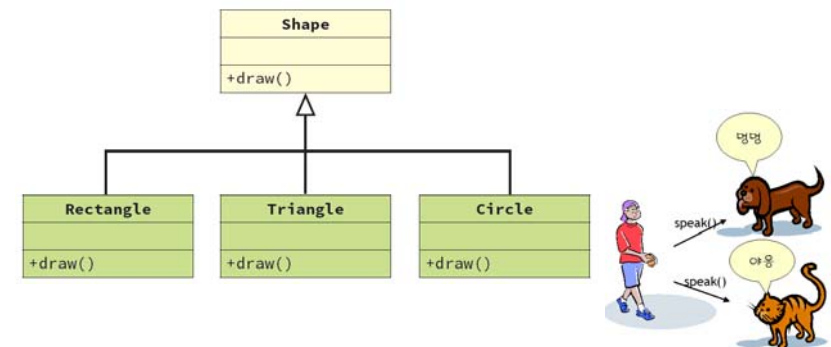 Shape
+draw()
Rectangle
+draw()
Triangle
+draw()
Circle
+draw()
멍멍
speak()
야옹
speak()